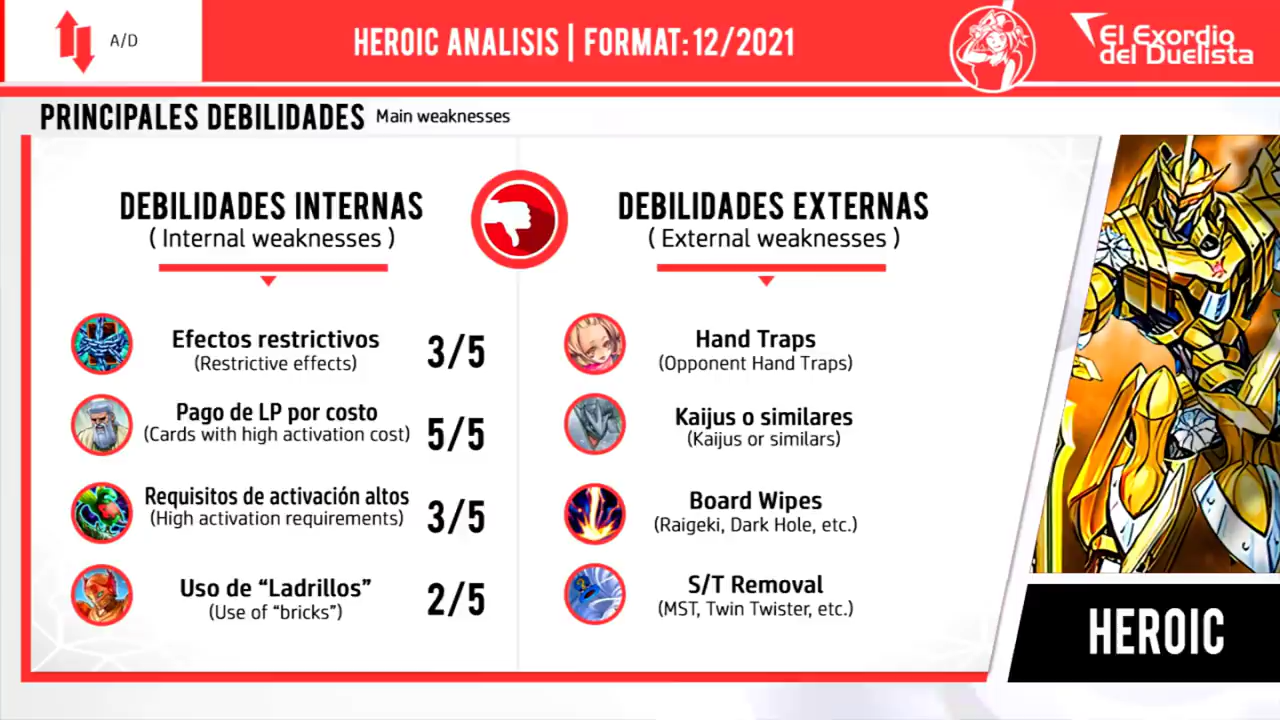 A/D
HEROIC ANALISIS | FORMAT: 12/2021
El Exordio
del Duelista
PRINCIPALES DEBILIDADES Main weaknesses
DEBILIDADES INTERNAS
( Internal weaknesses )
Efectos restrictivos
(Restrictive effects)
3/5
Pago de LP por costo
(Cards with high activation cost)
5/5
Requisitos de activación altos
(High activation requirements)
3/5
Uso de “Ladrillos”
(Use of “bricks”)
2/5
DEBILIDADES EXTERNAS
( External weaknesses )
Hand Traps
(Opponent Hand Traps)
Kaijus o similares
(Kaijus or similars)
Board Wipes
(Raigeki, Dark Hole, etc.)
S/T Removal
(MST, Twin Twister, etc.)
HEROIC